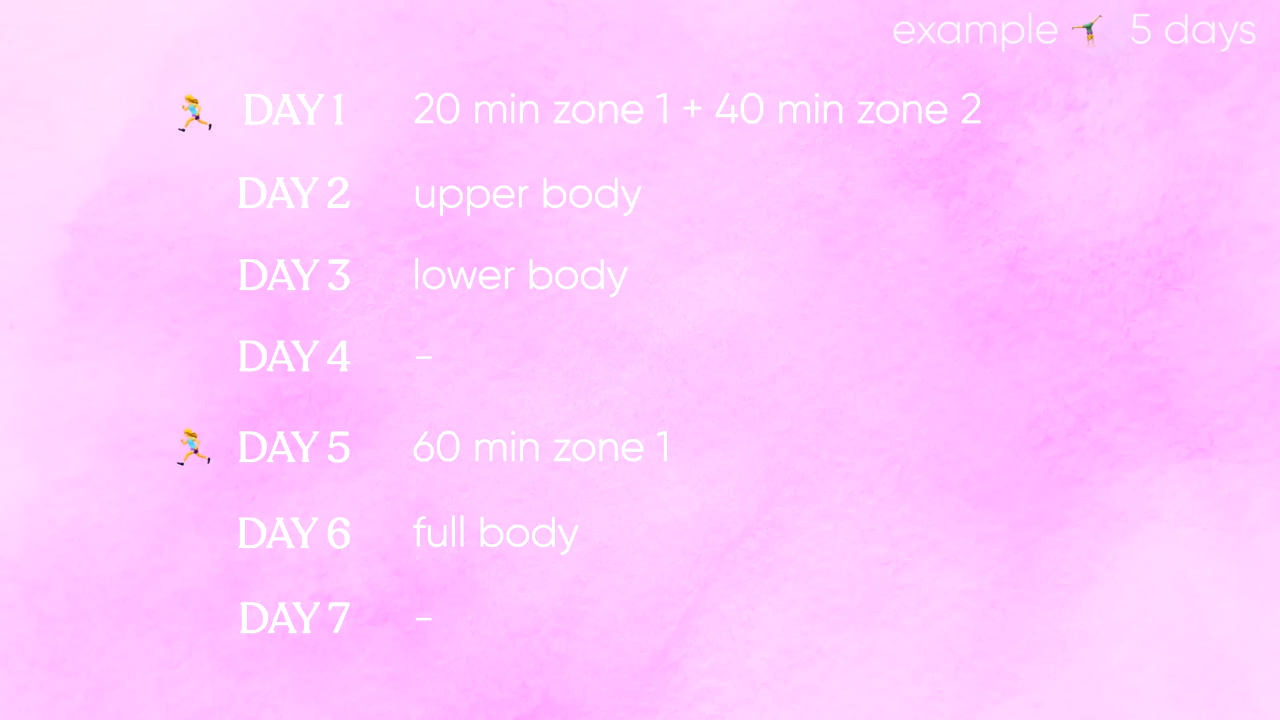 example 🤸 5 days
🏃‍♀️ DAY 1 20 min zone 1 + 40 min zone 2
DAY 2 upper body
DAY 3 lower body
DAY 4 –
🏃‍♀️ DAY 5 60 min zone 1
DAY 6 full body
DAY 7 –